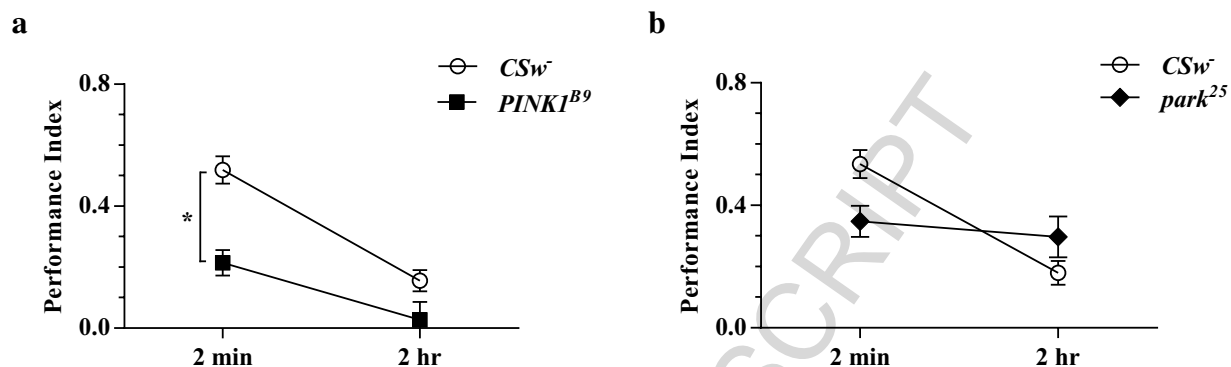 a
CSw⁻
PINK1ᴮ⁹
Performance Index
0.8
0.4
0.0
*
2 min
2 hr
b
CSw⁻
park²⁵
Performance Index
0.8
0.4
0.0
2 min
2 hr
SCRIPT